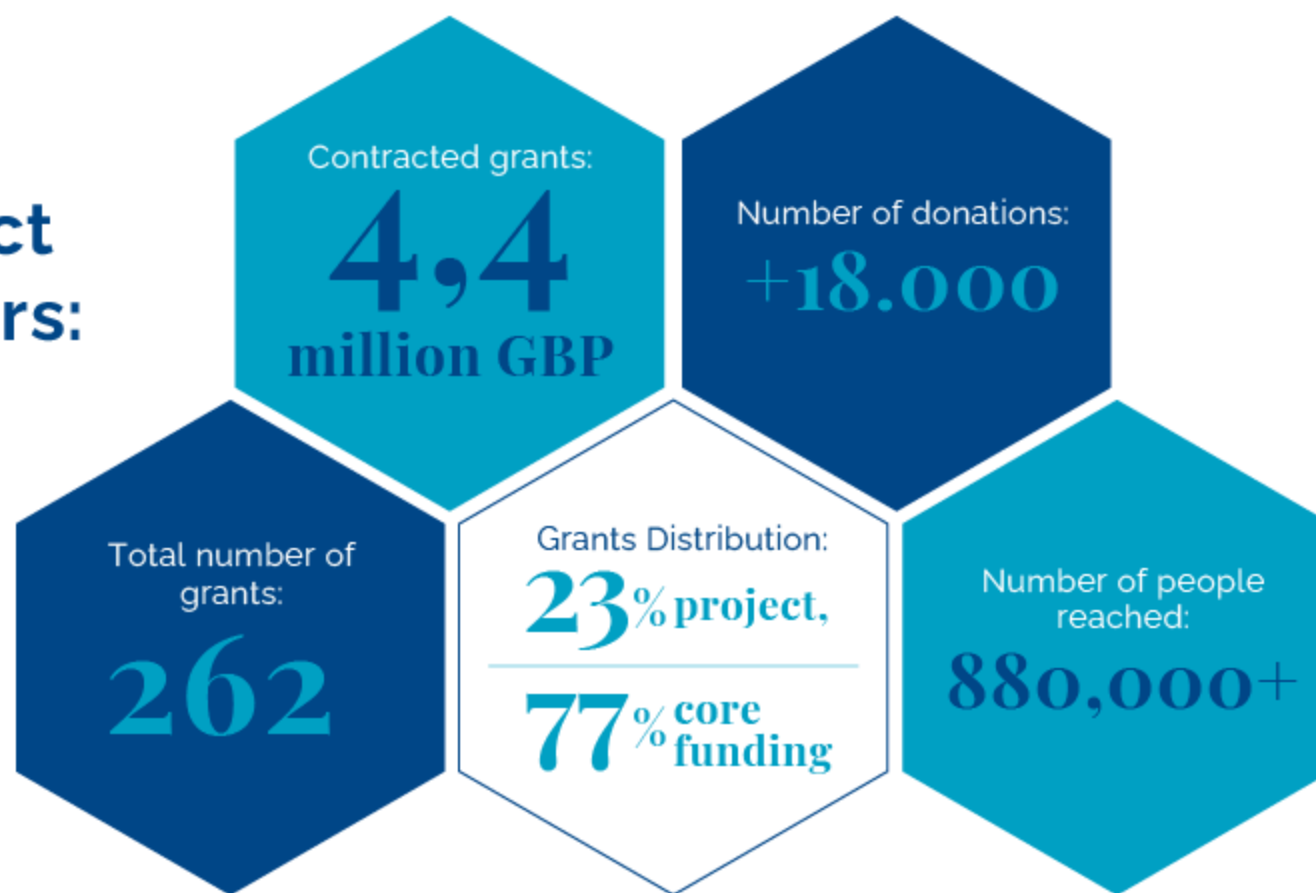 ct
rs:
Contracted grants:
4,4
million GBP
Number of donations:
+18.000
Total number of
grants:
262
Grants Distribution:
23% project,
77% core
funding
Number of people
reached:
880,000+